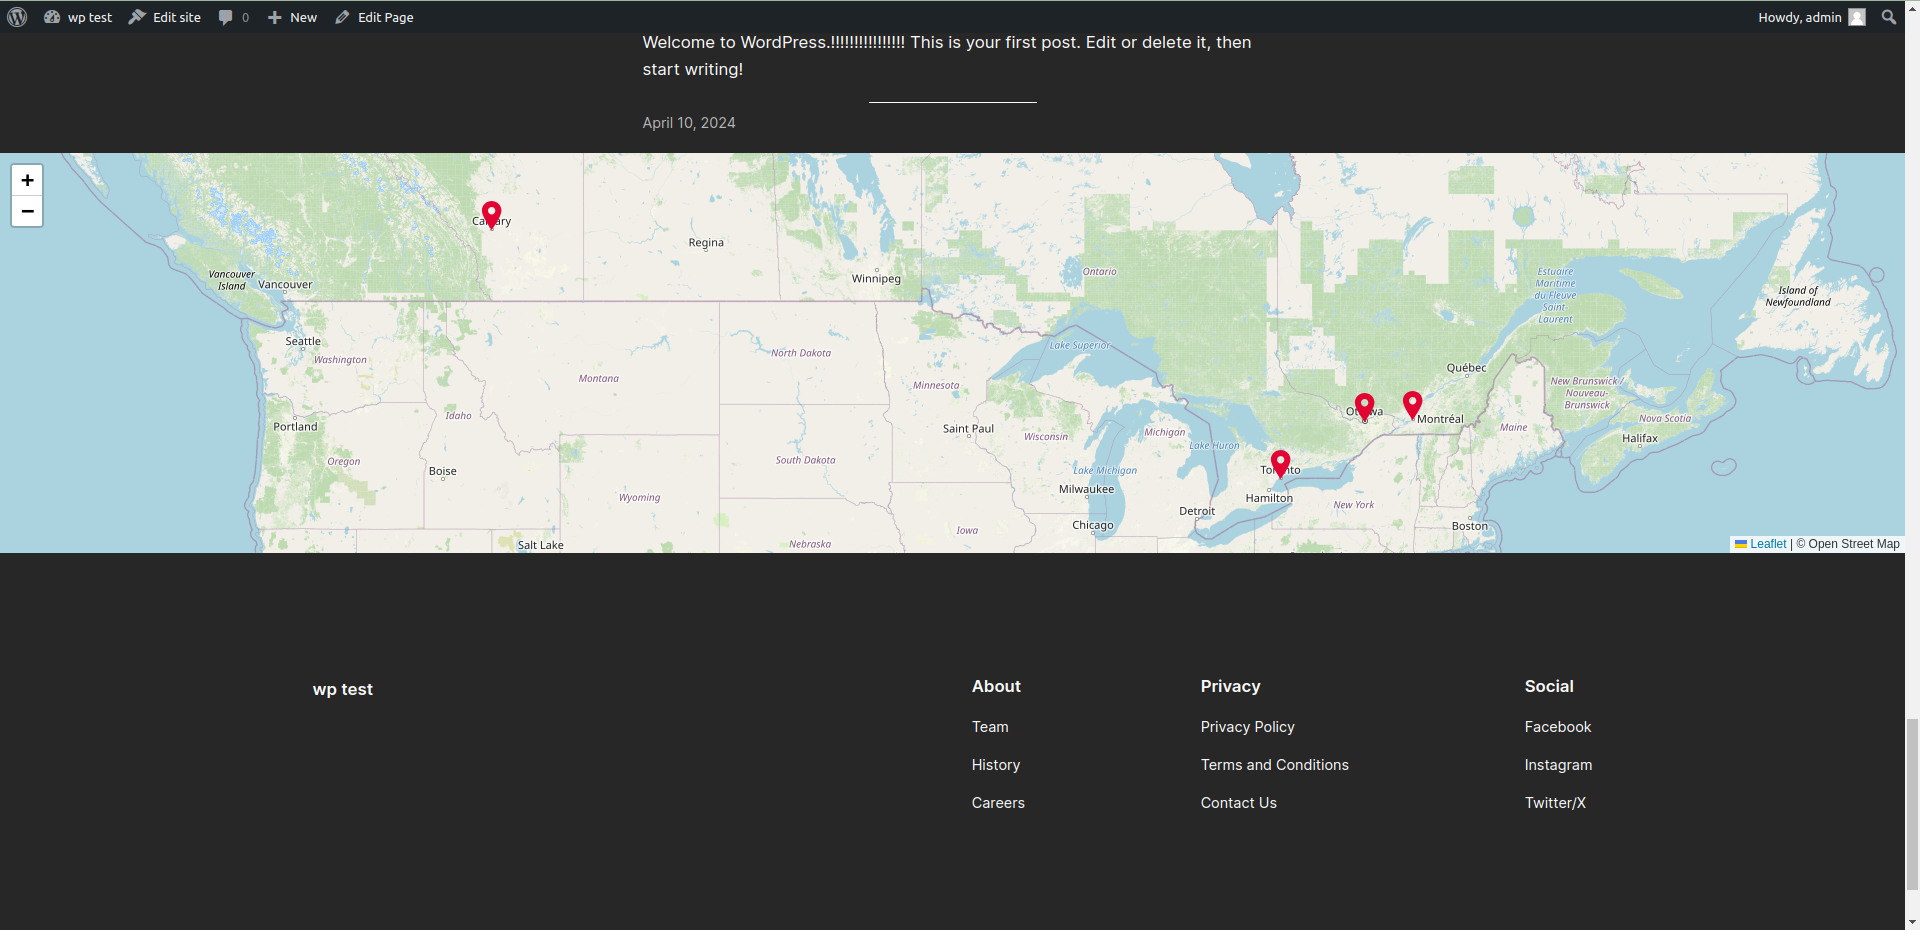 wp test Edit site 0 New Edit Page Howdy, admin
Welcome to WordPress.!!!!!!!!!!!!!!!! This is your first post. Edit or delete it, then
start writing!
April 10, 2024
+
−
Calgary
Regina
Winnipeg
Vancouver
Island
Vancouver
Ontario
Estuaire
Maritime
du Fleuve
Saint-
Laurent
Island of
Newfoundland
Seattle
Washington
North Dakota
Lake Superior
Montana
Minnesota
Québec
New Brunswick /
Nouveau-
Brunswick
Idaho
Ottawa
Montréal
Nova Scotia
Portland
Saint Paul
Wisconsin
Michigan
Lake Huron
Maine
Halifax
Oregon
Boise
South Dakota
Lake Michigan
Toronto
Wyoming
Milwaukee
Hamilton
New York
Detroit
Chicago
Boston
Iowa
Salt Lake
Nebraska
Leaflet | © Open Street Map
wp test
About
Team
History
Careers
Privacy
Privacy Policy
Terms and Conditions
Contact Us
Social
Facebook
Instagram
Twitter/X